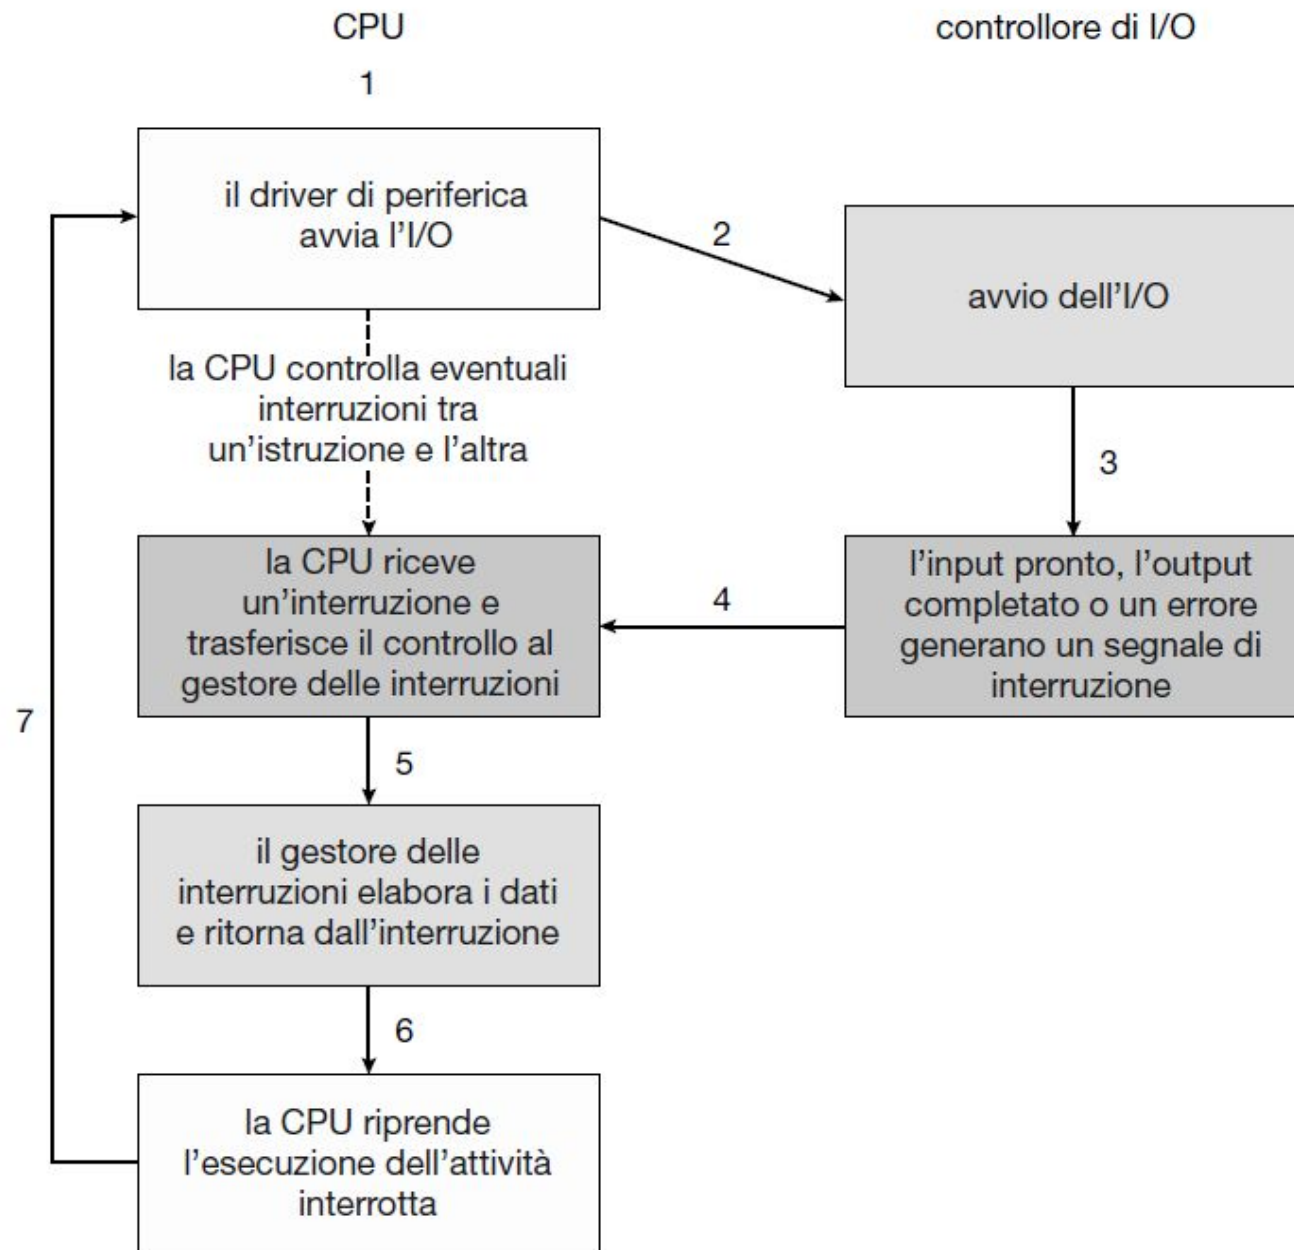 CPU
controllore di I/O
1
il driver di periferica
avvia l’I/O
2
avvio dell’I/O
la CPU controlla eventuali
interruzioni tra
un’istruzione e l’altra
3
la CPU riceve
un’interruzione e
trasferisce il controllo al
gestore delle interruzioni
4
l’input pronto, l’output
completato o un errore
generano un segnale di
interruzione
7
5
il gestore delle
interruzioni elabora i dati
e ritorna dall’interruzione
6
la CPU riprende
l’esecuzione dell’attività
interrotta